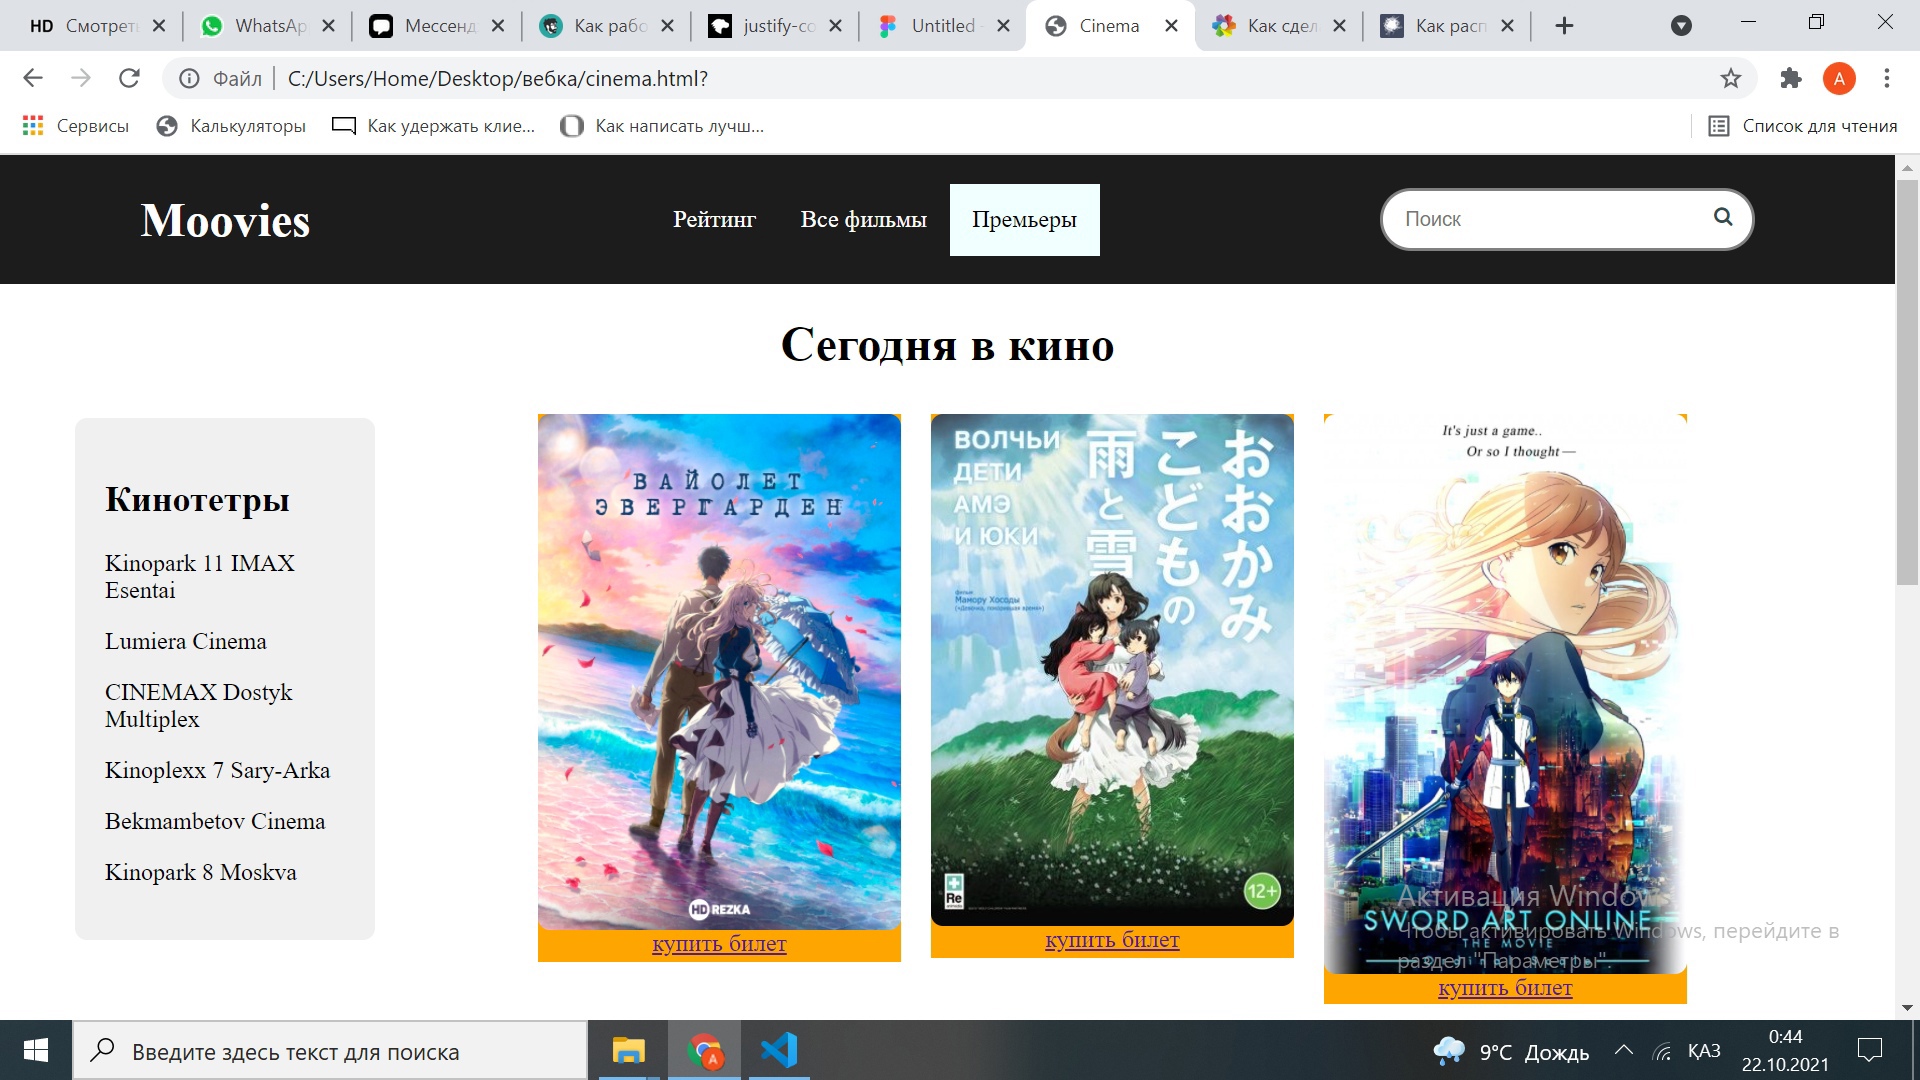 HD Смотрет
WhatsAp
Мессенд
Как рабо
justify-co
Untitled
Cinema
Как сдел
Как расп
Файл C:/Users/Home/Desktop/вебка/cinema.html?
A
Сервисы
Калькуляторы
Как удержать клие...
Как написать лучш...
Список для чтения
Moovies
Рейтинг
Все фильмы
Премьеры
Поиск
Сегодня в кино
Кинотетры
Kinopark 11 IMAX
Esentai
Lumiera Cinema
CINEMAX Dostyk
Multiplex
Kinoplexx 7 Sary-Arka
Bekmambetov Cinema
Kinopark 8 Moskva
ВАЙОЛЕТ
ЭВЕРГАРДЕН
HD REZKA
купить билет
ВОЛЧЬИ
ДЕТИ
АМЭ
И ЮКИ
おおかみ
こどもの
雨と雪
фильм
Мамору Хосоды
Re
12+
купить билет
It's just a game..
Or so I thought—
SWORD ART ONLINE
THE MOVIE
купить билет
Активация Windows
Чтобы активировать Windows, перейдите в
раздел "Параметры".
Введите здесь текст для поиска
A
9°C Дождь
ҚАЗ
0:44
22.10.2021